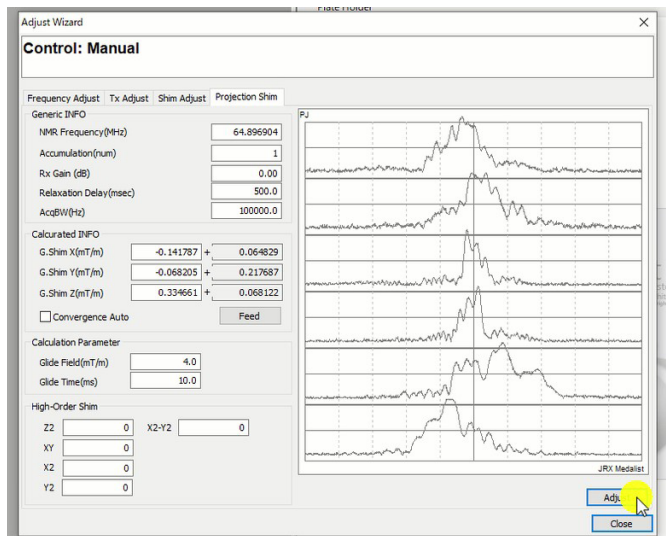 Plate Holder
Adjust Wizard
Control: Manual
Frequency Adjust Tx Adjust Shim Adjust Projection Shim
Generic INFO
NMR Frequency(MHz) 64.896904
Accumulation(num) 1
Rx Gain (dB) 0.00
Relaxation Delay(msec) 500.0
AcqBW(Hz) 100000.0
Calcurated INFO
G.Shim X(mT/m) -0.141787 + 0.064829
G.Shim Y(mT/m) -0.068205 + 0.217687
G.Shim Z(mT/m) 0.334661 + 0.068122
Convergence Auto Feed
Calculation Parameter
Glide Field(mT/m) 4.0
Glide Time(ms) 10.0
High-Order Shim
Z2 0 X2-Y2 0
XY 0
X2 0
Y2 0
PJ
JRX Medalist
Close